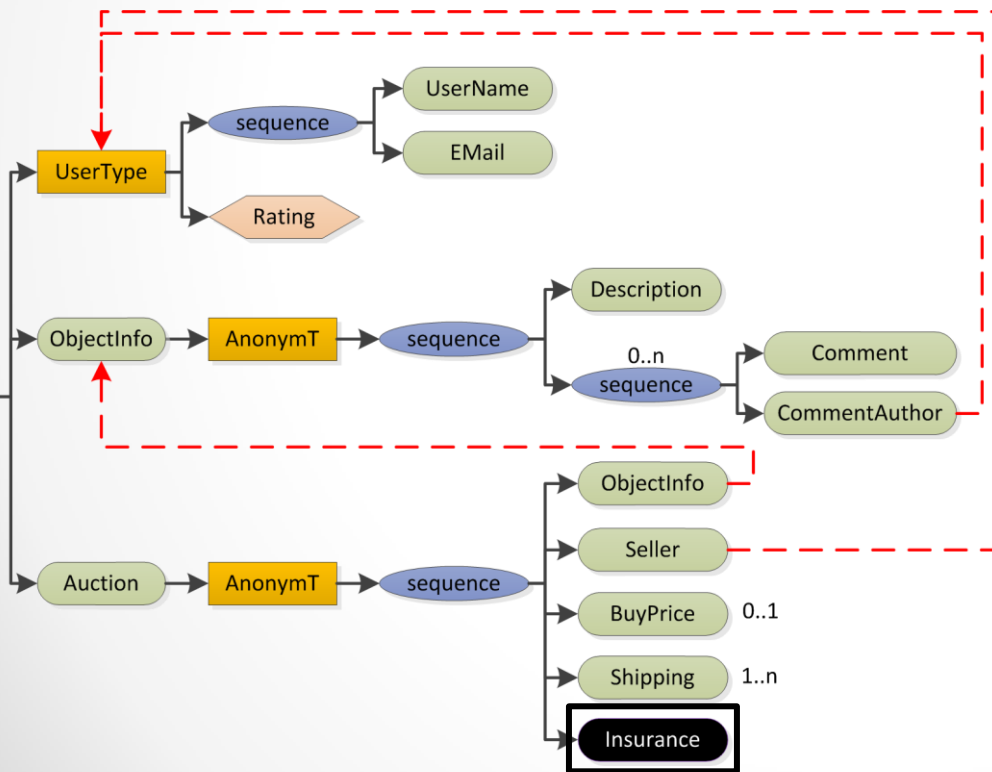 UserName
sequence
EMail
UserType
Rating
Description
ObjectInfo
AnonymT
sequence
0..n
sequence
Comment
CommentAuthor
ObjectInfo
Seller
Auction
AnonymT
sequence
BuyPrice
0..1
Shipping
1..n
Insurance